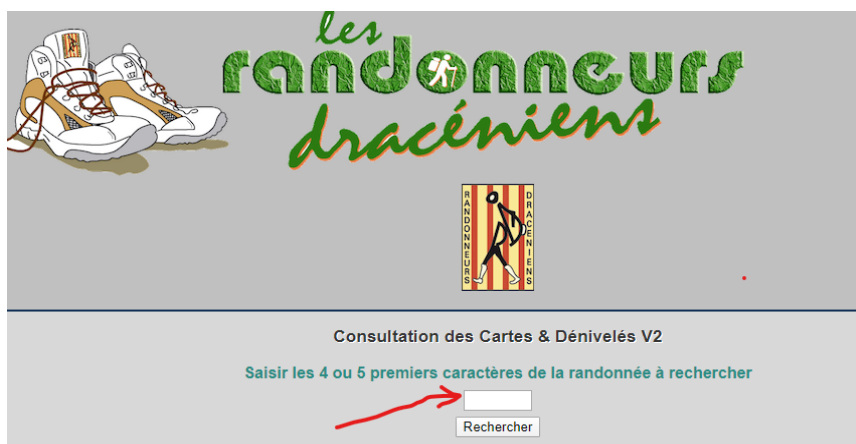 les
randonneurs
dracéniens
RANDONNEURS
DRACENIENS
Consultation des Cartes & Dénivelés V2
Saisir les 4 ou 5 premiers caractères de la randonnée à rechercher
Rechercher